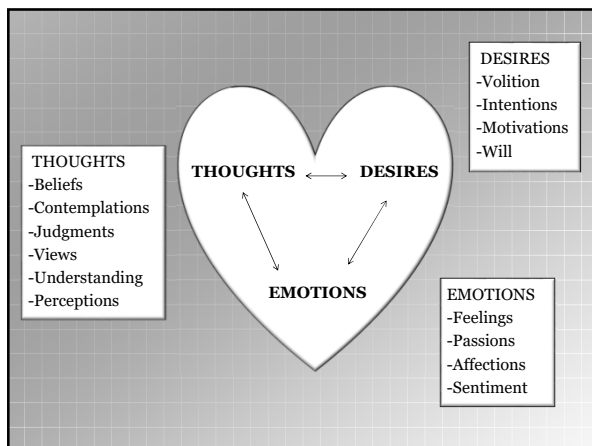 DESIRES
-Volition
-Intentions
-Motivations
-Will
THOUGHTS
-Beliefs
-Contemplations
-Judgments
-Views
-Understanding
-Perceptions
THOUGHTS DESIRES
EMOTIONS
EMOTIONS
-Feelings
-Passions
-Affections
-Sentiment